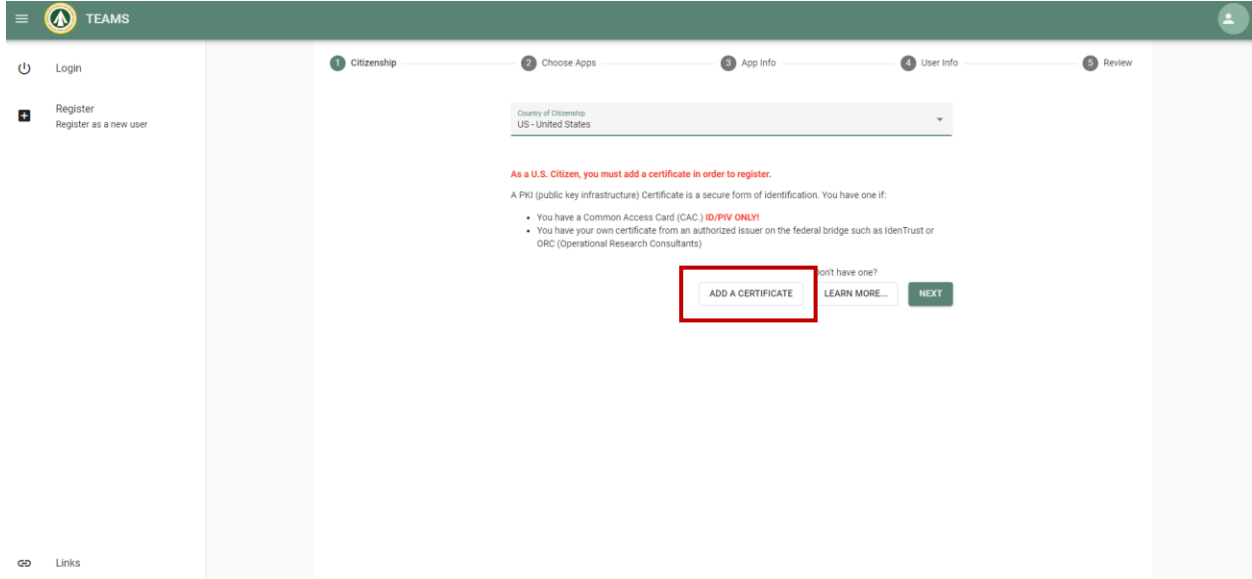 TEAMS
Login
Register
Register as a new user
Links
1 Citizenship
2 Choose Apps
3 App Info
4 User Info
5 Review
Country of Citizenship
US - United States
As a U.S. Citizen, you must add a certificate in order to register.
A PKI (public key infrastructure) Certificate is a secure form of identification. You have one if:
• You have a Common Access Card (CAC.) ID/PIV ONLY!
• You have your own certificate from an authorized issuer on the federal bridge such as IdenTrust or
ORC (Operational Research Consultants)
Don't have one?
ADD A CERTIFICATE
LEARN MORE...
NEXT